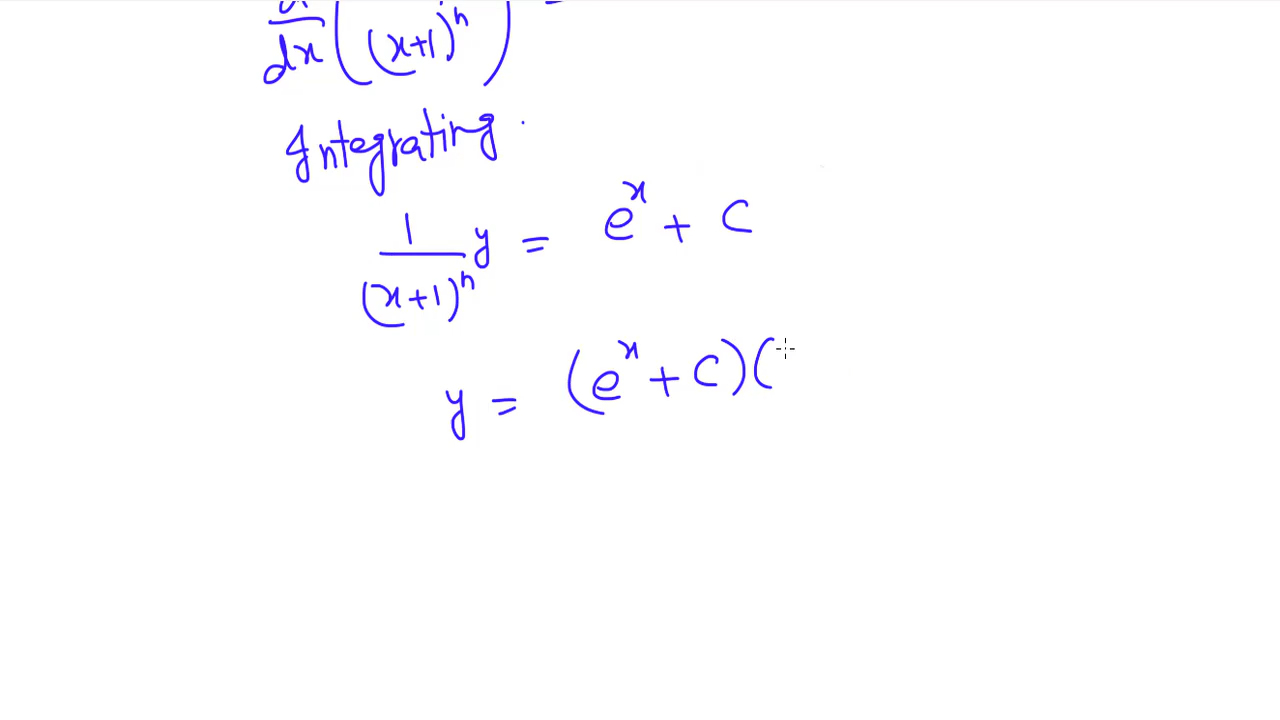 d/dx ( /(x+1)^n ) =
Integrating.
1/(x+1)^n y = e^x + C
y = (e^x + C)(